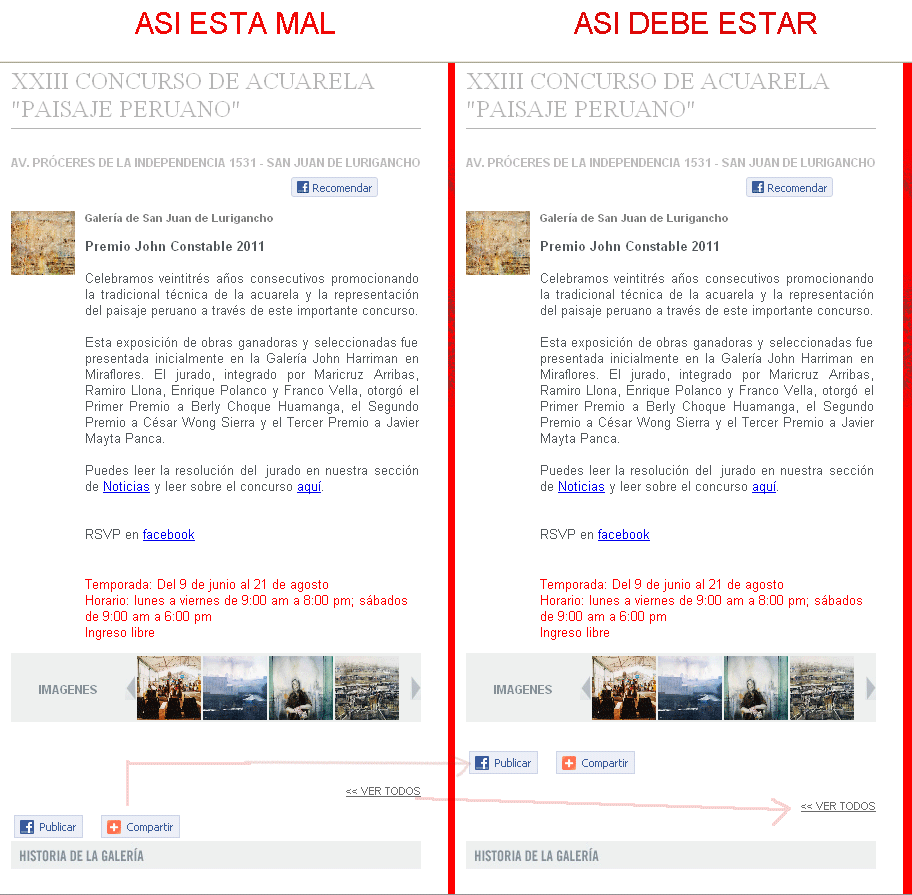 ASI ESTA MAL
XXIII CONCURSO DE ACUARELA
"PAISAJE PERUANO"
AV. PRÓCERES DE LA INDEPENDENCIA 1531 - SAN JUAN DE LURIGANCHO
Recomendar
Galería de San Juan de Lurigancho
Premio John Constable 2011
Celebramos veintitrés años consecutivos promocionando
la tradicional técnica de la acuarela y la representación
del paisaje peruano a través de este importante concurso.
Esta exposición de obras ganadoras y seleccionadas fue
presentada inicialmente en la Galería John Harriman en
Miraflores. El jurado, integrado por Maricruz Arribas,
Ramiro Llona, Enrique Polanco y Franco Vella, otorgó el
Primer Premio a Berly Choque Huamanga, el Segundo
Premio a César Wong Sierra y el Tercer Premio a Javier
Mayta Panca.
Puedes leer la resolución del jurado en nuestra sección
de Noticias y leer sobre el concurso aquí.
RSVP en facebook
Temporada: Del 9 de junio al 21 de agosto
Horario: lunes a viernes de 9:00 am a 8:00 pm; sábados
de 9:00 am a 6:00 pm
Ingreso libre
IMAGENES
<< VER TODOS
Publicar Compartir
HISTORIA DE LA GALERÍA
ASI DEBE ESTAR
XXIII CONCURSO DE ACUARELA
"PAISAJE PERUANO"
AV. PRÓCERES DE LA INDEPENDENCIA 1531 - SAN JUAN DE LURIGANCHO
Recomendar
Galería de San Juan de Lurigancho
Premio John Constable 2011
Celebramos veintitrés años consecutivos promocionando
la tradicional técnica de la acuarela y la representación
del paisaje peruano a través de este importante concurso.
Esta exposición de obras ganadoras y seleccionadas fue
presentada inicialmente en la Galería John Harriman en
Miraflores. El jurado, integrado por Maricruz Arribas,
Ramiro Llona, Enrique Polanco y Franco Vella, otorgó el
Primer Premio a Berly Choque Huamanga, el Segundo
Premio a César Wong Sierra y el Tercer Premio a Javier
Mayta Panca.
Puedes leer la resolución del jurado en nuestra sección
de Noticias y leer sobre el concurso aquí.
RSVP en facebook
Temporada: Del 9 de junio al 21 de agosto
Horario: lunes a viernes de 9:00 am a 8:00 pm; sábados
de 9:00 am a 6:00 pm
Ingreso libre
IMAGENES
Publicar Compartir
<< VER TODOS
HISTORIA DE LA GALERÍA